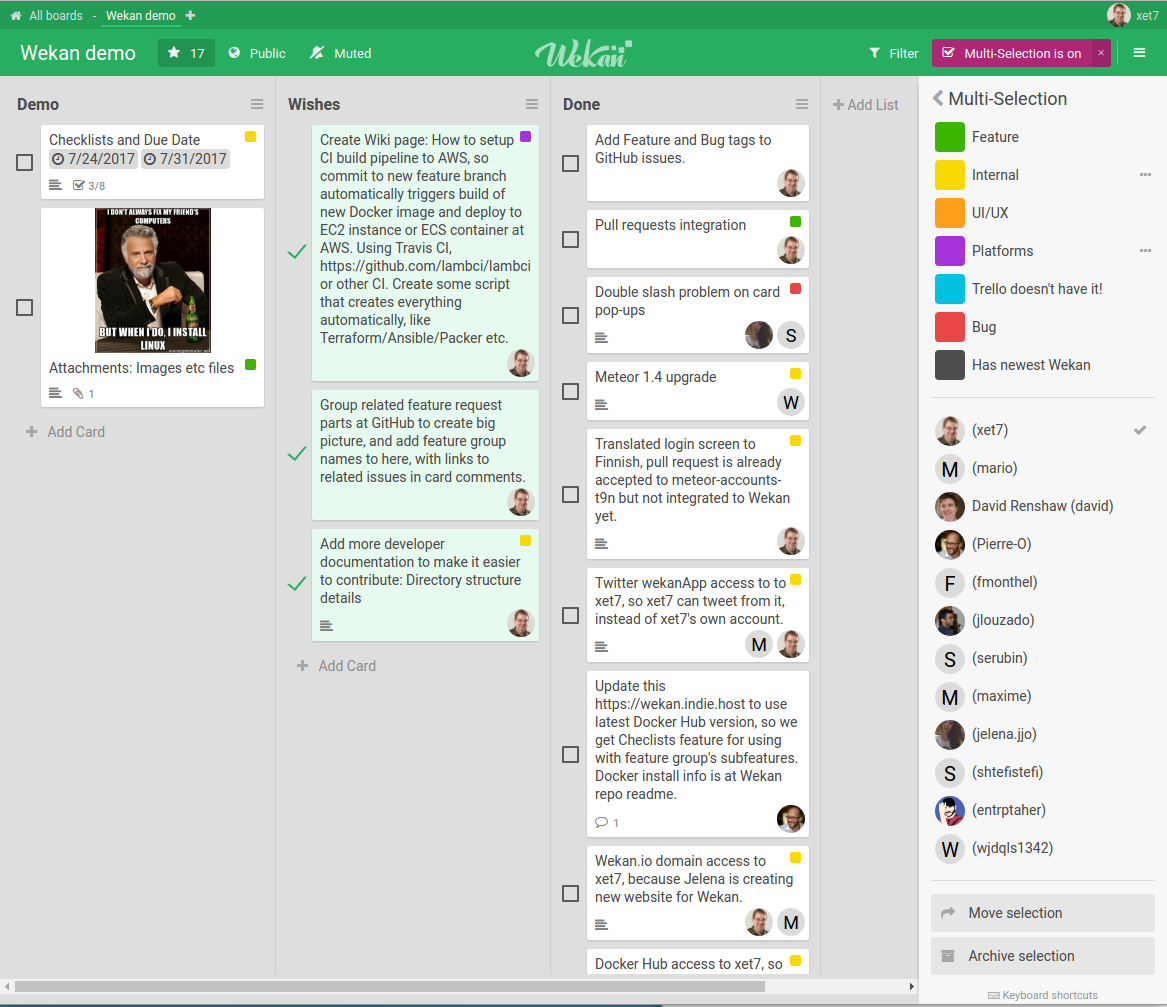 All boards - Wekan demo
xet7
Wekan demo
17
Public
Muted
Wekan
Filter
Multi-Selection is on ×
Demo
Checklists and Due Date
7/24/2017 7/31/2017
3/8
I DON'T ALWAYS FIX MY FRIEND'S
COMPUTERS
BUT WHEN I DO, I INSTALL
LINUX
Attachments: Images etc files
1
+ Add Card
Wishes
Create Wiki page: How to setup
CI build pipeline to AWS, so
commit to new feature branch
automatically triggers build of
new Docker image and deploy to
EC2 instance or ECS container at
AWS. Using Travis CI,
https://github.com/lambci/lambci
or other CI. Create some script
that creates everything
automatically, like
Terraform/Ansible/Packer etc.
Group related feature request
parts at GitHub to create big
picture, and add feature group
names to here, with links to
related issues in card comments.
Add more developer
documentation to make it easier
to contribute: Directory structure
details
+ Add Card
Done
Add Feature and Bug tags to
GitHub issues.
Pull requests integration
Double slash problem on card
pop-ups
S
Meteor 1.4 upgrade
W
Translated login screen to
Finnish, pull request is already
accepted to meteor-accounts-
t9n but not integrated to Wekan
yet.
Twitter wekanApp access to to
xet7, so xet7 can tweet from it,
instead of xet7's own account.
M
Update this
https://wekan.indie.host to use
latest Docker Hub version, so we
get Checlists feature for using
with feature group's subfeatures.
Docker install info is at Wekan
repo readme.
1
Wekan.io domain access to
xet7, because Jelena is creating
new website for Wekan.
M
Docker Hub access to xet7, so
+ Add List
Multi-Selection
Feature
Internal
UI/UX
Platforms
Trello doesn't have it!
Bug
Has newest Wekan
(xet7)
M (mario)
David Renshaw (david)
(Pierre-O)
F (fmonthel)
(jlouzado)
S (serubin)
M (maxime)
(jelena.jjo)
S (shtefistefi)
(entrptaher)
W (wjdqls1342)
Move selection
Archive selection
Keyboard shortcuts